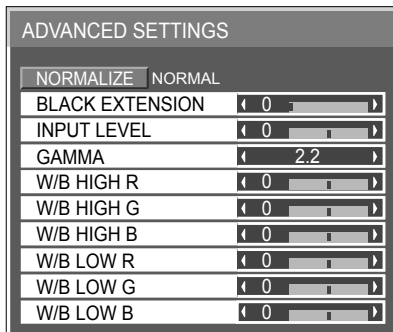 ADVANCED SETTINGS
NORMALIZE NORMAL
BLACK EXTENSION 0
INPUT LEVEL 0
GAMMA 2.2
W/B HIGH R 0
W/B HIGH G 0
W/B HIGH B 0
W/B LOW R 0
W/B LOW G 0
W/B LOW B 0